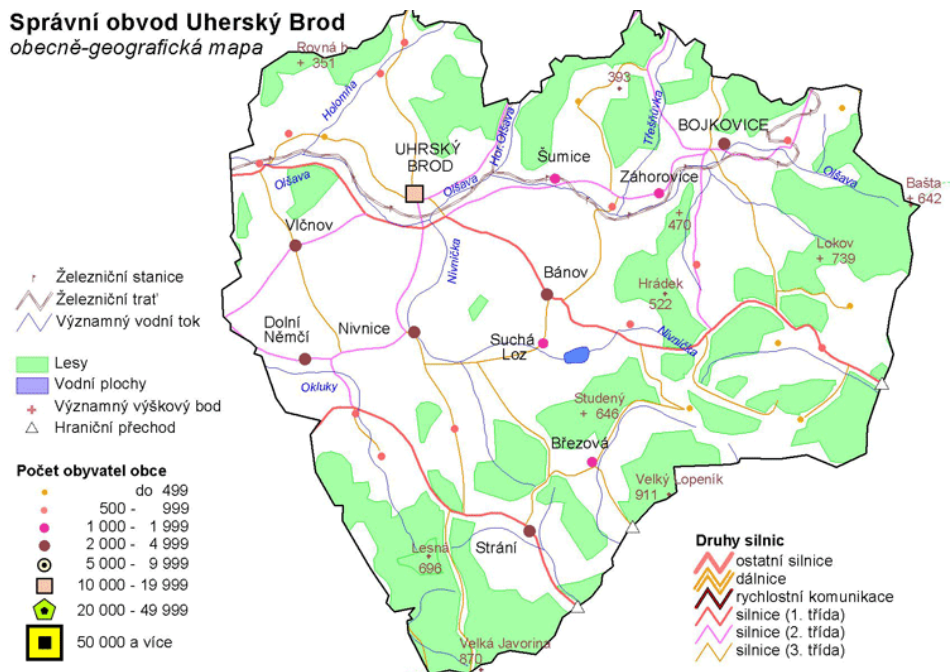 Správní obvod Uherský Brod
obecně-geografická mapa
Rovná h
351
Holomňa
393
Třešňůvka
BOJKOVICE
UHRSKÝ
BROD
Hor. Olšava
Šumice
Olšava
Olšava
Záhorovice
Olšava
Bašta
642
Vlčnov
470
Lokov
739
Nivnička
Bánov
Hrádek
522
Železniční stanice
Železniční trať
Významný vodní tok
Dolní
Němčí
Nivnice
Suchá
Loz
Nivnička
Lesy
Vodní plochy
Významný výškový bod
Hraniční přechod
Okluky
Studený
646
Březová
Velký Lopeník
911
Počet obyvatel obce
do 499
500 - 999
1 000 - 1 999
2 000 - 4 999
5 000 - 9 999
10 000 - 19 999
20 000 - 49 999
50 000 a více
Strání
Lesná
696
Velká Javorina
870
Druhy silnic
ostatní silnice
dálnice
rychlostní komunikace
silnice (1. třída)
silnice (2. třída)
silnice (3. třída)